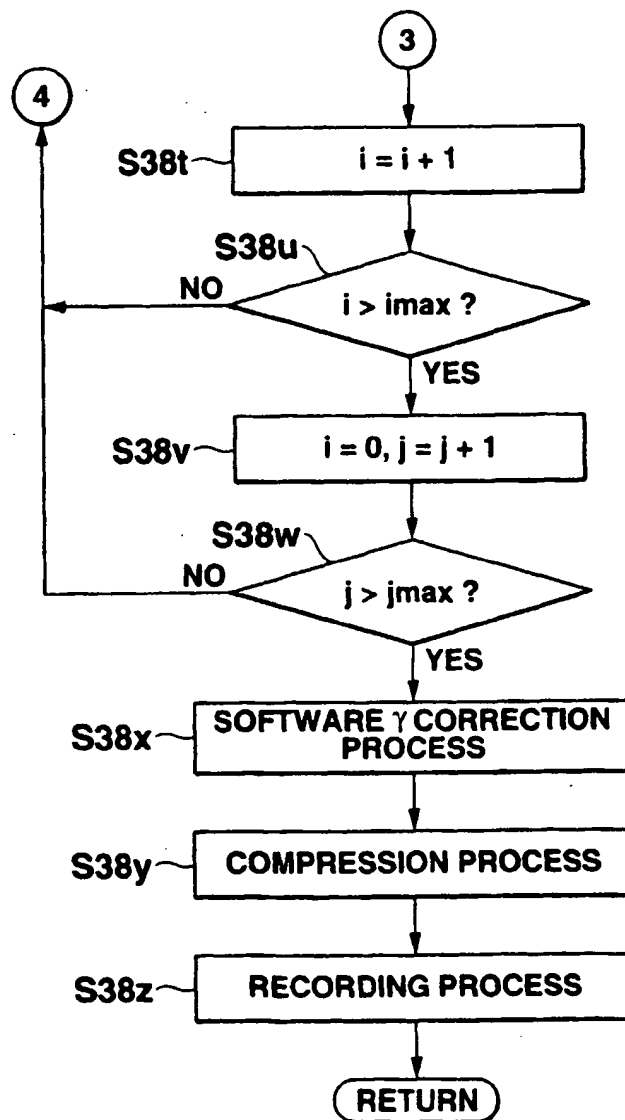 3
4
S38t
i = i + 1
S38u
NO
i > imax ?
YES
S38v
i = 0, j = j + 1
S38w
NO
j > jmax ?
YES
S38x
SOFTWARE γ CORRECTION
PROCESS
S38y
COMPRESSION PROCESS
S38z
RECORDING PROCESS
RETURN